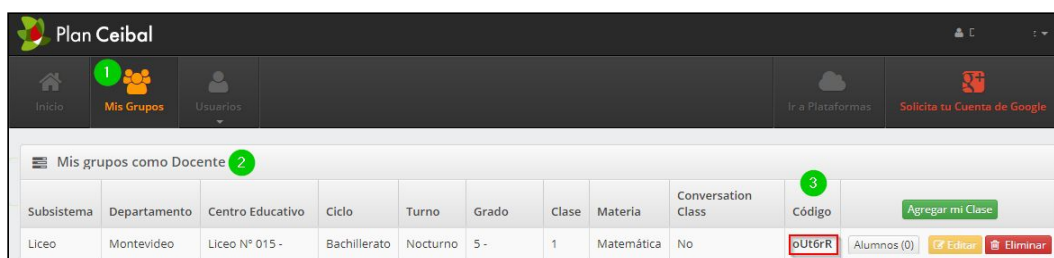 Plan Ceibal
1
Inicio
Mis Grupos
Usuarios
Ir a Plataformas
Solicita tu Cuenta de Google
Mis grupos como Docente 2
3
Subsistema Departamento Centro Educativo Ciclo Turno Grado Clase Materia Conversation Class Código Agregar mi Clase
Liceo Montevideo Liceo Nº 015 - Bachillerato Nocturno 5 - 1 Matemática No oUt6rR Alumnos (0) Editar Eliminar